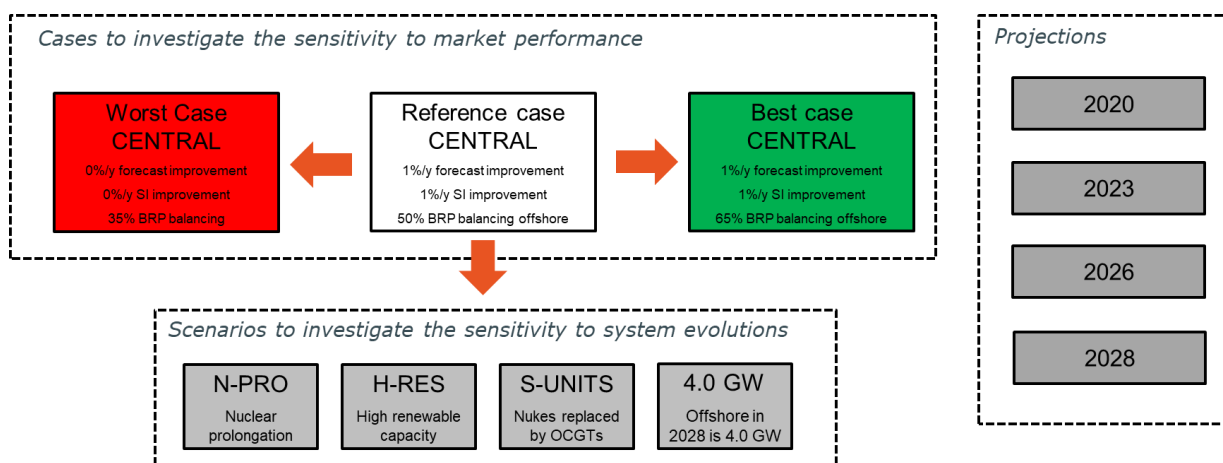 Cases to investigate the sensitivity to market performance
Worst Case
CENTRAL
0%/y forecast improvement
0%/y SI improvement
35% BRP balancing
Reference case
CENTRAL
1%/y forecast improvement
1%/y SI improvement
50% BRP balancing offshore
Best case
CENTRAL
1%/y forecast improvement
1%/y SI improvement
65% BRP balancing offshore
Scenarios to investigate the sensitivity to system evolutions
N-PRO
Nuclear
prolongation
H-RES
High renewable
capacity
S-UNITS
Nukes replaced
by OCGTs
4.0 GW
Offshore in
2028 is 4.0 GW
Projections
2020
2023
2026
2028